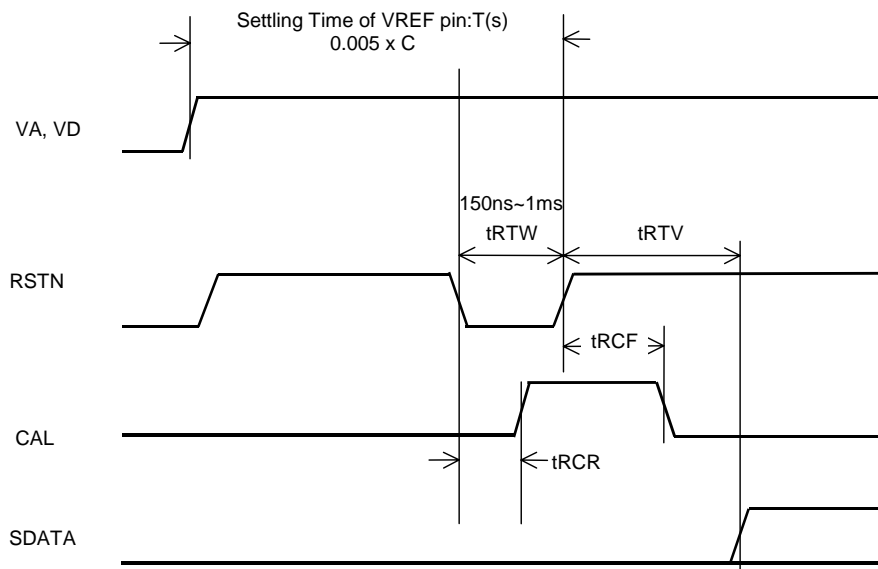 Settling Time of VREF pin:T(s)
0.005 x C
VA, VD
150ns~1ms
tRTW
tRTV
RSTN
tRCF
CAL
tRCR
SDATA